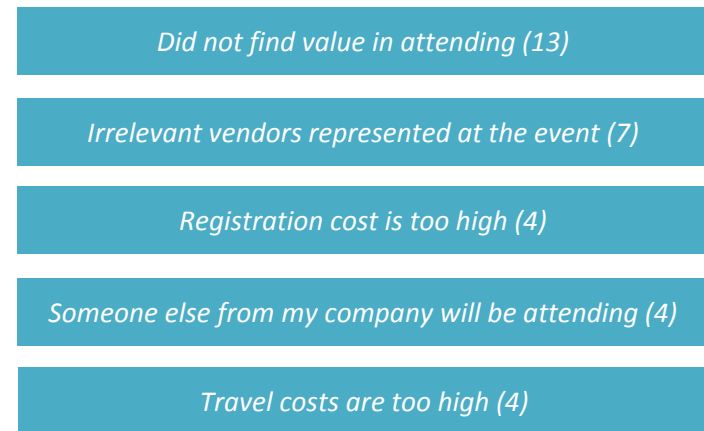 Did not find value in attending (13)
Irrelevant vendors represented at the event (7)
Registration cost is too high (4)
Someone else from my company will be attending (4)
Travel costs are too high (4)